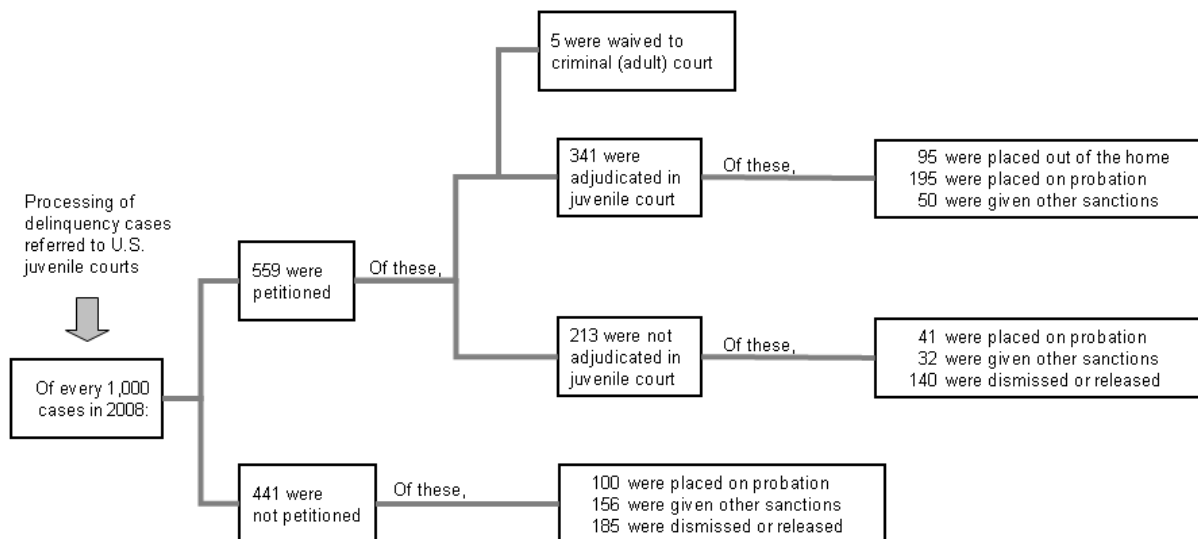 5 were waived to
criminal (adult) court
341 were
adjudicated in
juvenile court
Of these,
95 were placed out of the home
195 were placed on probation
50 were given other sanctions
Processing of
delinquency cases
referred to U.S.
juvenile courts
559 were
petitioned
Of these,
213 were not
adjudicated in
juvenile court
Of these,
41 were placed on probation
32 were given other sanctions
140 were dismissed or released
Of every 1,000
cases in 2008:
441 were
not petitioned
Of these,
100 were placed on probation
156 were given other sanctions
185 were dismissed or released